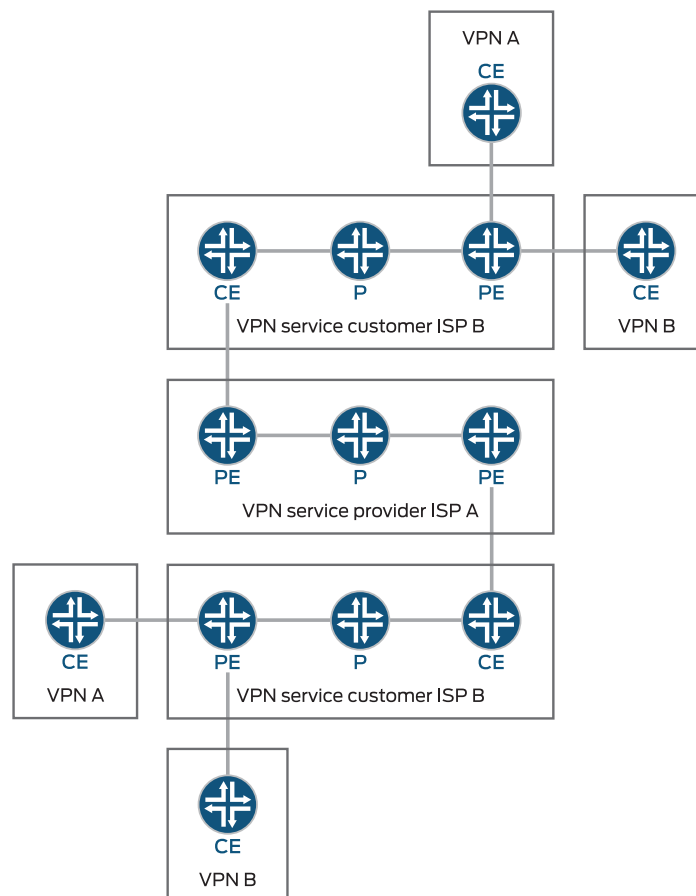 VPN A
CE
CE P PE CE
VPN service customer ISP B VPN B
PE P PE
VPN service provider ISP A
CE PE P CE
VPN A VPN service customer ISP B
CE
VPN B